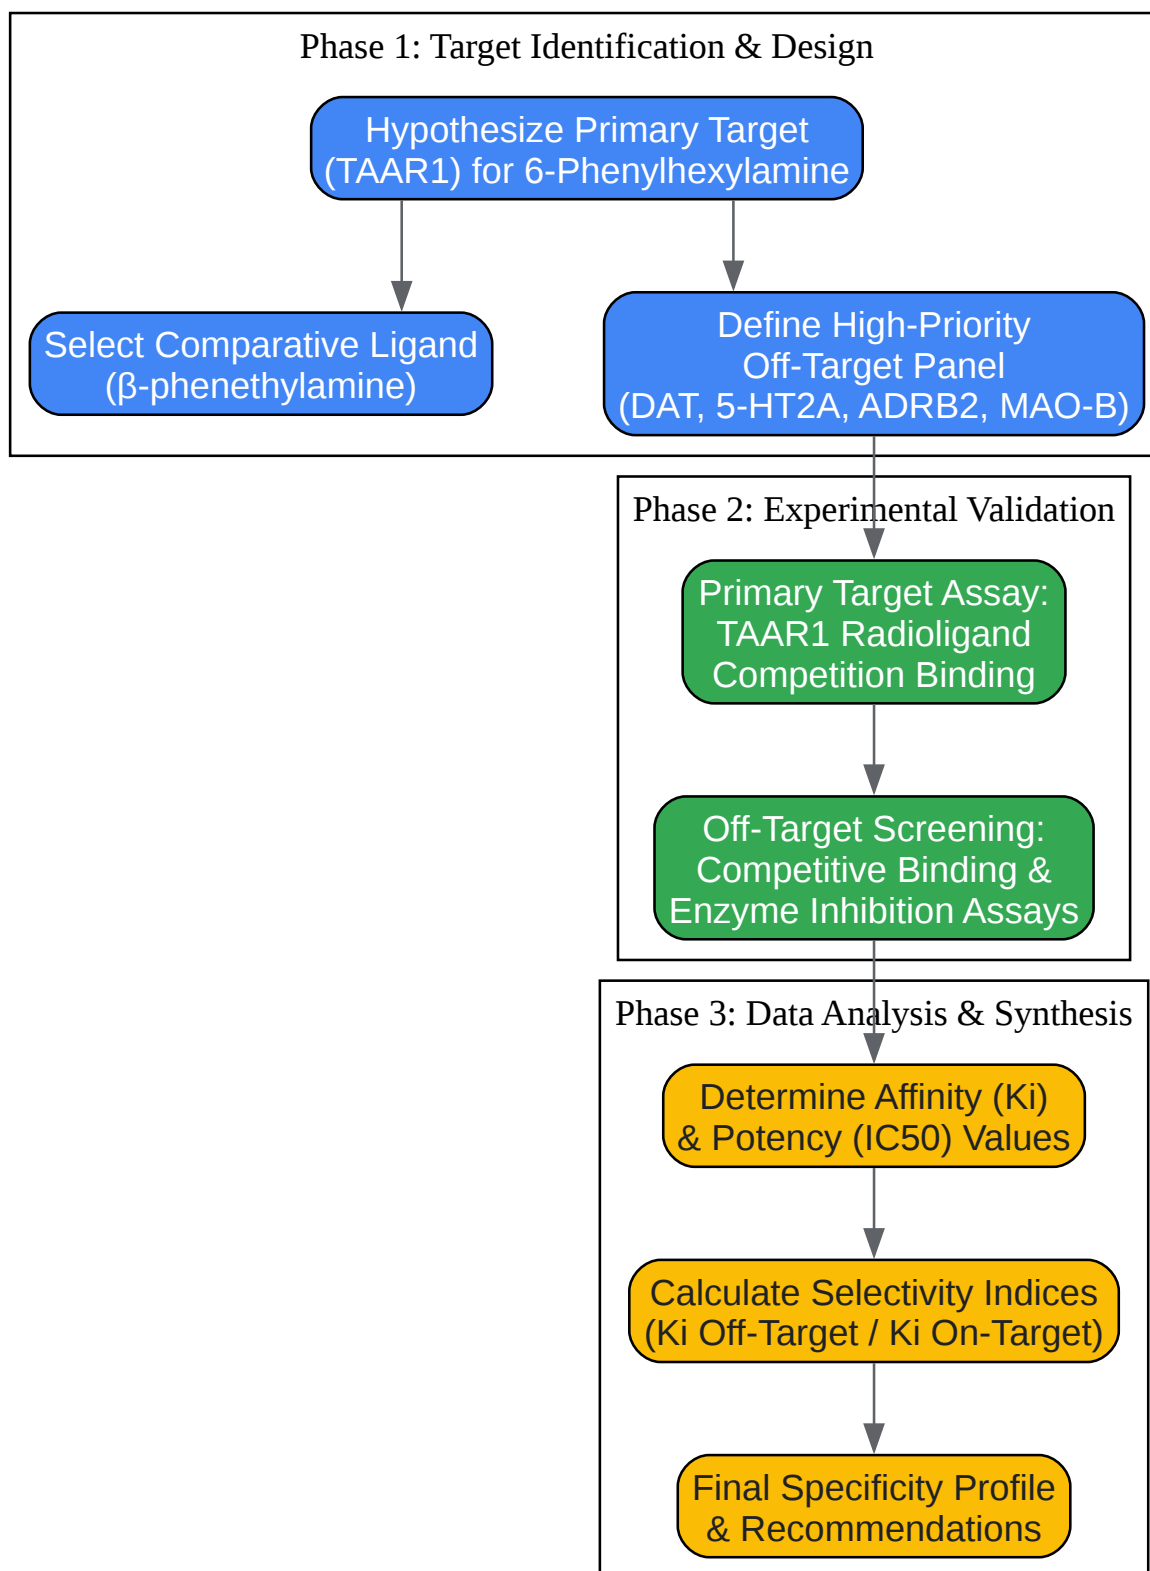 Phase 1: Target Identification & Design
Hypothesize Primary Target
(TAAR1) for 6-Phenylhexylamine
Select Comparative Ligand
(β-phenethylamine)
Define High-Priority
Off-Target Panel
(DAT, 5-HT2A, ADRB2, MAO-B)
Phase 2: Experimental Validation
Primary Target Assay:
TAAR1 Radioligand
Competition Binding
Off-Target Screening:
Competitive Binding &
Enzyme Inhibition Assays
Phase 3: Data Analysis & Synthesis
Determine Affinity (Ki)
& Potency (IC50) Values
Calculate Selectivity Indices
(Ki Off-Target / Ki On-Target)
Final Specificity Profile
& Recommendations